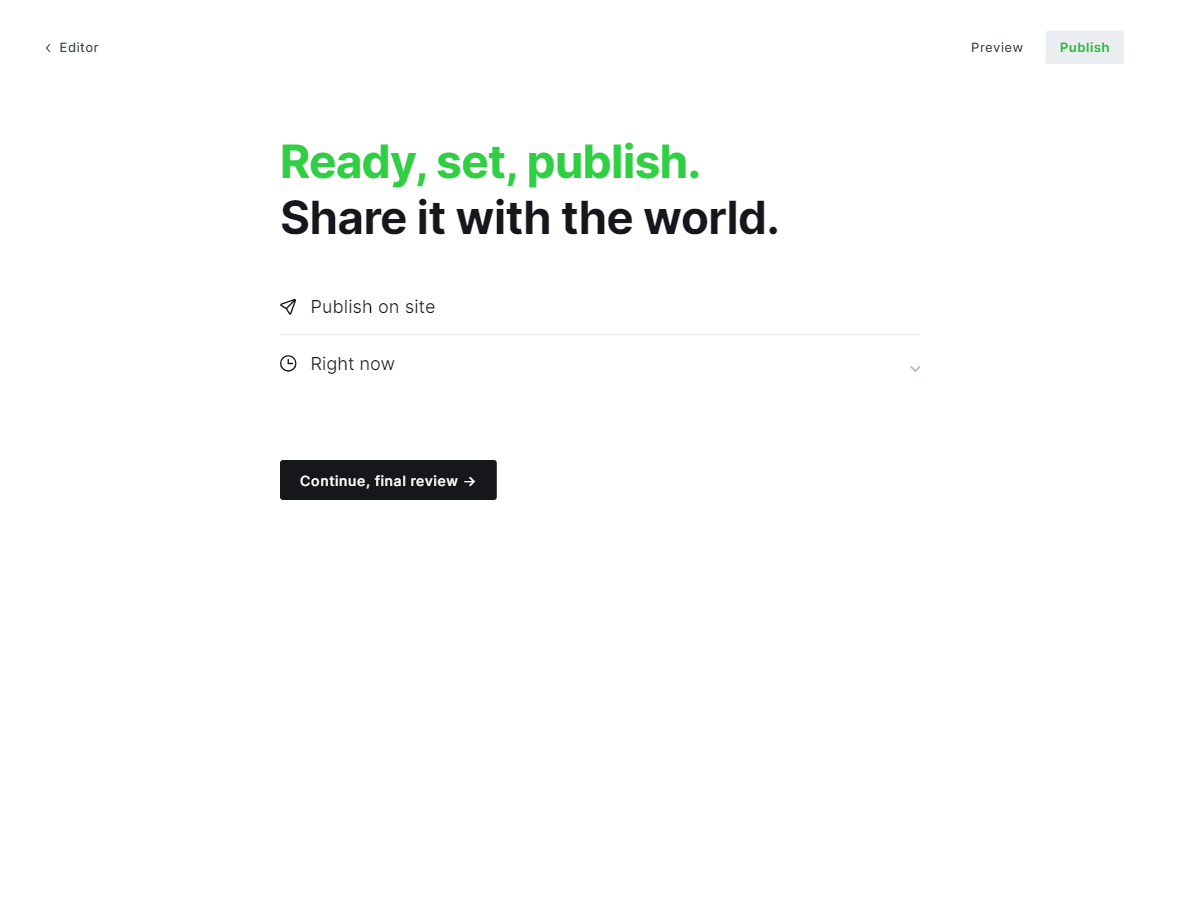 Editor
Preview
Publish
Ready, set, publish.
Share it with the world.
Publish on site
Right now
Continue, final review →